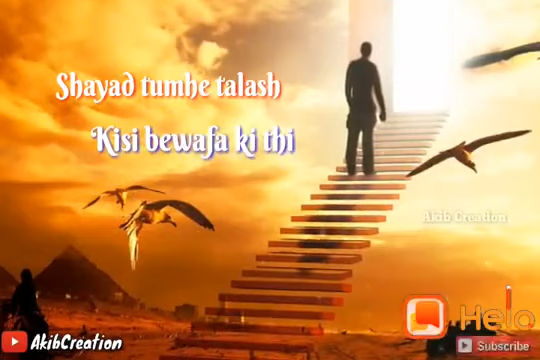 Shayad tumhe talash
Kisi bewafa ki thi
Akib Creation
Helo
AkibCreation
Subscribe